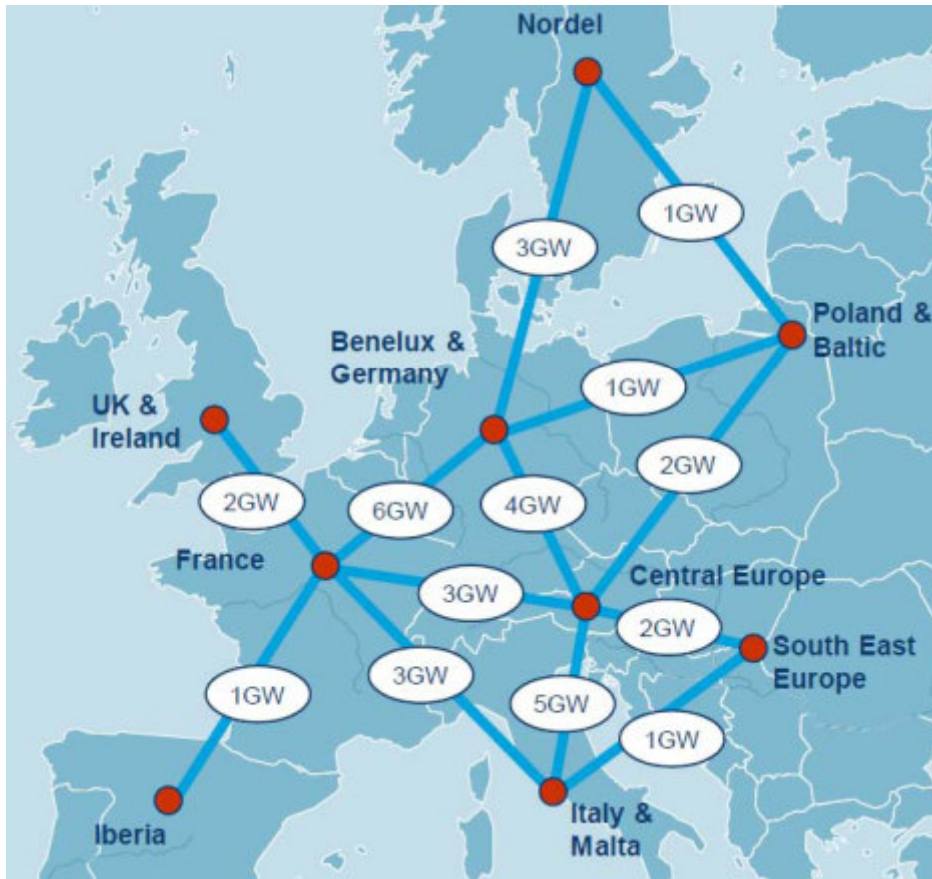 Nordel
1GW
3GW
Poland &
Baltic
Benelux &
Germany
1GW
UK &
Ireland
2GW
2GW
6GW
4GW
France
Central Europe
3GW
2GW
South East
Europe
3GW
1GW
5GW
1GW
Italy &
Malta
Iberia